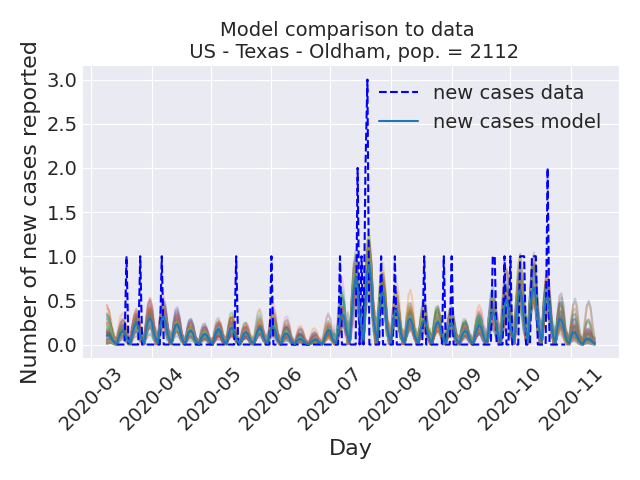 Model comparison to data
US - Texas - Oldham, pop. = 2112
Number of new cases reported
3.0
2.5
2.0
1.5
1.0
0.5
0.0
new cases data
new cases model
2020-03
2020-04
2020-05
2020-06
2020-07
2020-08
2020-09
2020-10
2020-11
Day